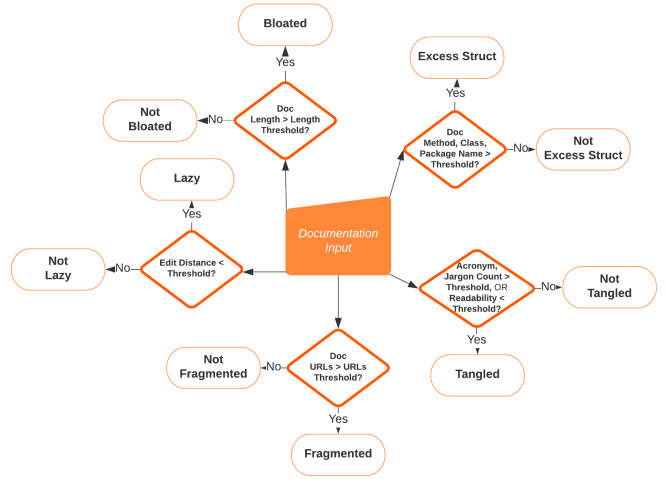 Bloated
Yes
Doc
Length > Length
Threshold?
No
Not
Bloated
Excess Struct
Yes
Doc
Method, Class,
Package Name >
Threshold?
No
Not
Excess Struct
Lazy
Yes
Edit Distance <
Threshold?
No
Not
Lazy
Documentation
Input
Acronym,
Jargon Count >
Threshold, OR
Readability <
Threshold?
No
Not
Tangled
Yes
Tangled
Doc
URLs > URLs
Threshold?
No
Not
Fragmented
Yes
Fragmented